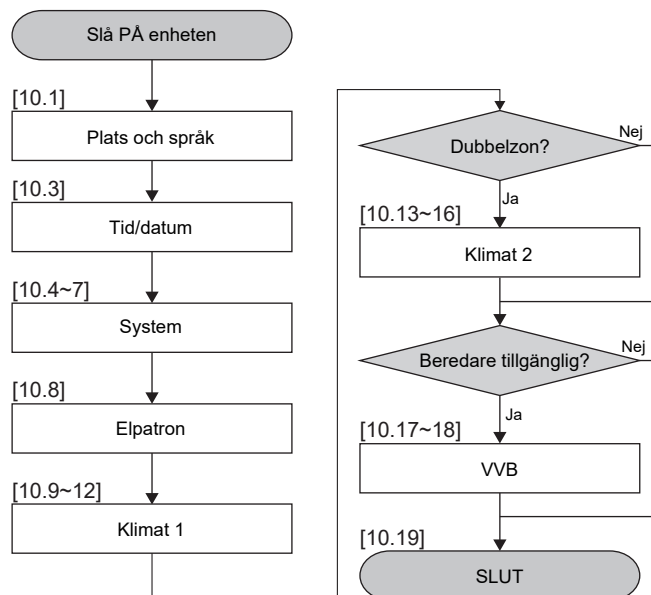 Slå PÅ enheten
[10.1]
Plats och språk
[10.3]
Tid/datum
[10.4~7]
System
[10.8]
Elpatron
[10.9~12]
Klimat 1
Dubbelzon?
Nej
Ja
[10.13~16]
Klimat 2
Beredare tillgänglig?
Nej
Ja
[10.17~18]
VVB
[10.19]
SLUT